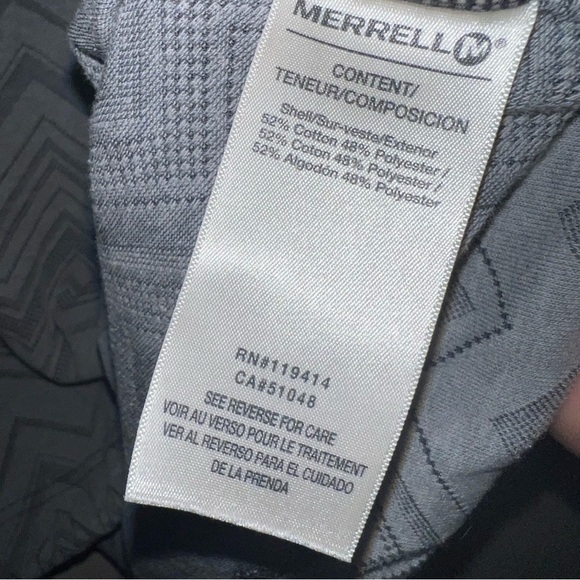 MERRELL M®
CONTENT/
TENEUR/COMPOSICION
Shell/Sur-veste/Exterior
52% Cotton 48% Polyester /
52% Coton 48% Polyester /
52% Algodón 48% Polyester
RN#119414
CA#51048
SEE REVERSE FOR CARE
VOIR AU VERSO POUR LE TRAITEMENT
VER AL REVERSO PARA EL CUIDADO
DE LA PRENDA